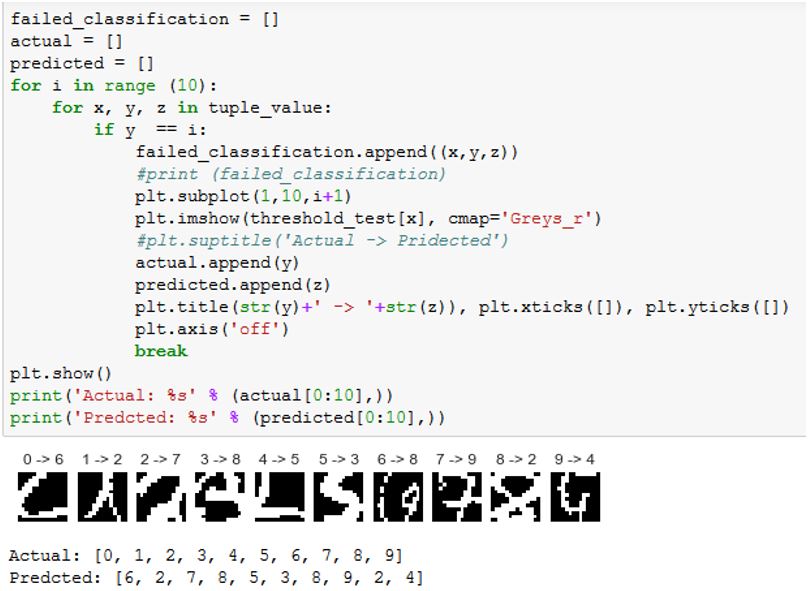 failed_classification = []
actual = []
predicted = []
for i in range (10):
    for x, y, z in tuple_value:
        if y  == i:
            failed_classification.append((x,y,z))
            #print (failed_classification)
            plt.subplot(1,10,i+1)
            plt.imshow(threshold_test[x], cmap='Greys_r')
            #plt.suptitle('Actual -> Pridected')
            actual.append(y)
            predicted.append(z)
            plt.title(str(y)+' -> '+str(z)), plt.xticks([]), plt.yticks([])
            plt.axis('off')
            break
plt.show()
print('Actual: %s' % (actual[0:10],))
print('Predcted: %s' % (predicted[0:10],))
0 -> 6 1 -> 2 2 -> 7 3 -> 8 4 -> 5 5 -> 3 6 -> 8 7 -> 9 8 -> 2 9 -> 4
Actual: [0, 1, 2, 3, 4, 5, 6, 7, 8, 9]
Predcted: [6, 2, 7, 8, 5, 3, 8, 9, 2, 4]